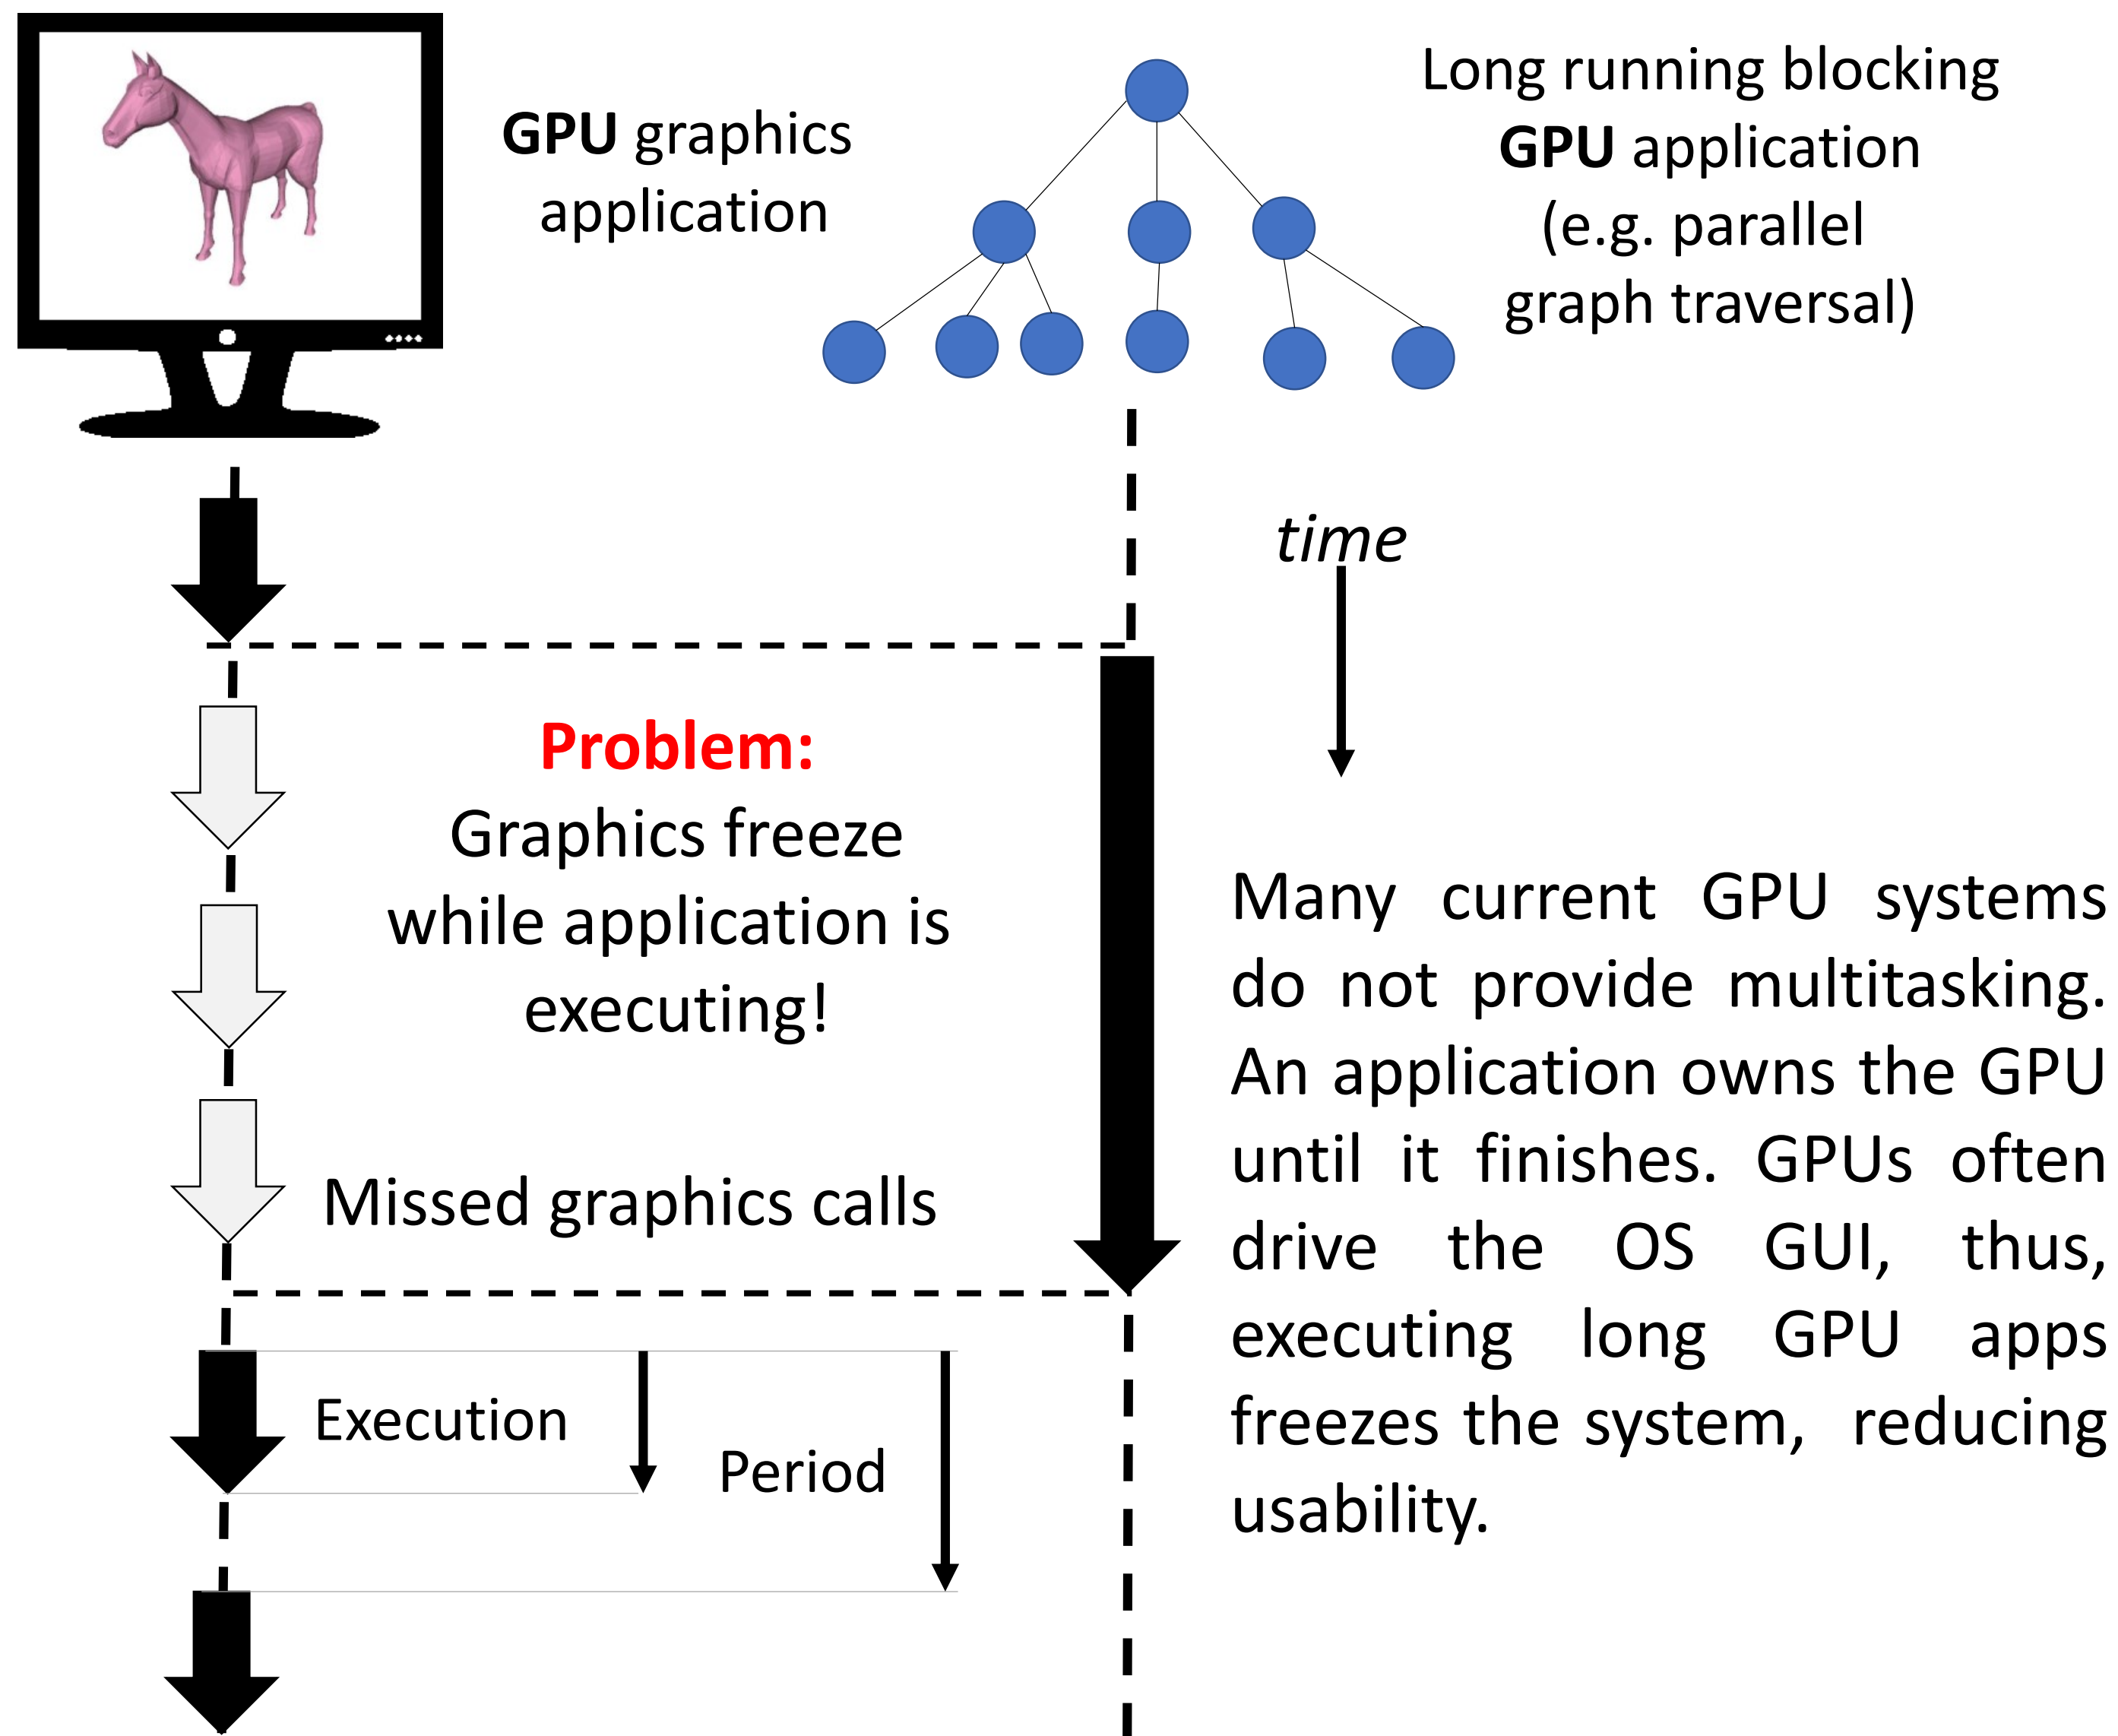 GPU graphics
application
Long running blocking
GPU application
(e.g. parallel
graph traversal)
time
Problem:
Graphics freeze
while application is
executing!
Missed graphics calls
Execution
Period
Many current GPU systems
do not provide multitasking.
An application owns the GPU
until it finishes. GPUs often
drive the OS GUI, thus,
executing long GPU apps
freezes the system, reducing
usability.